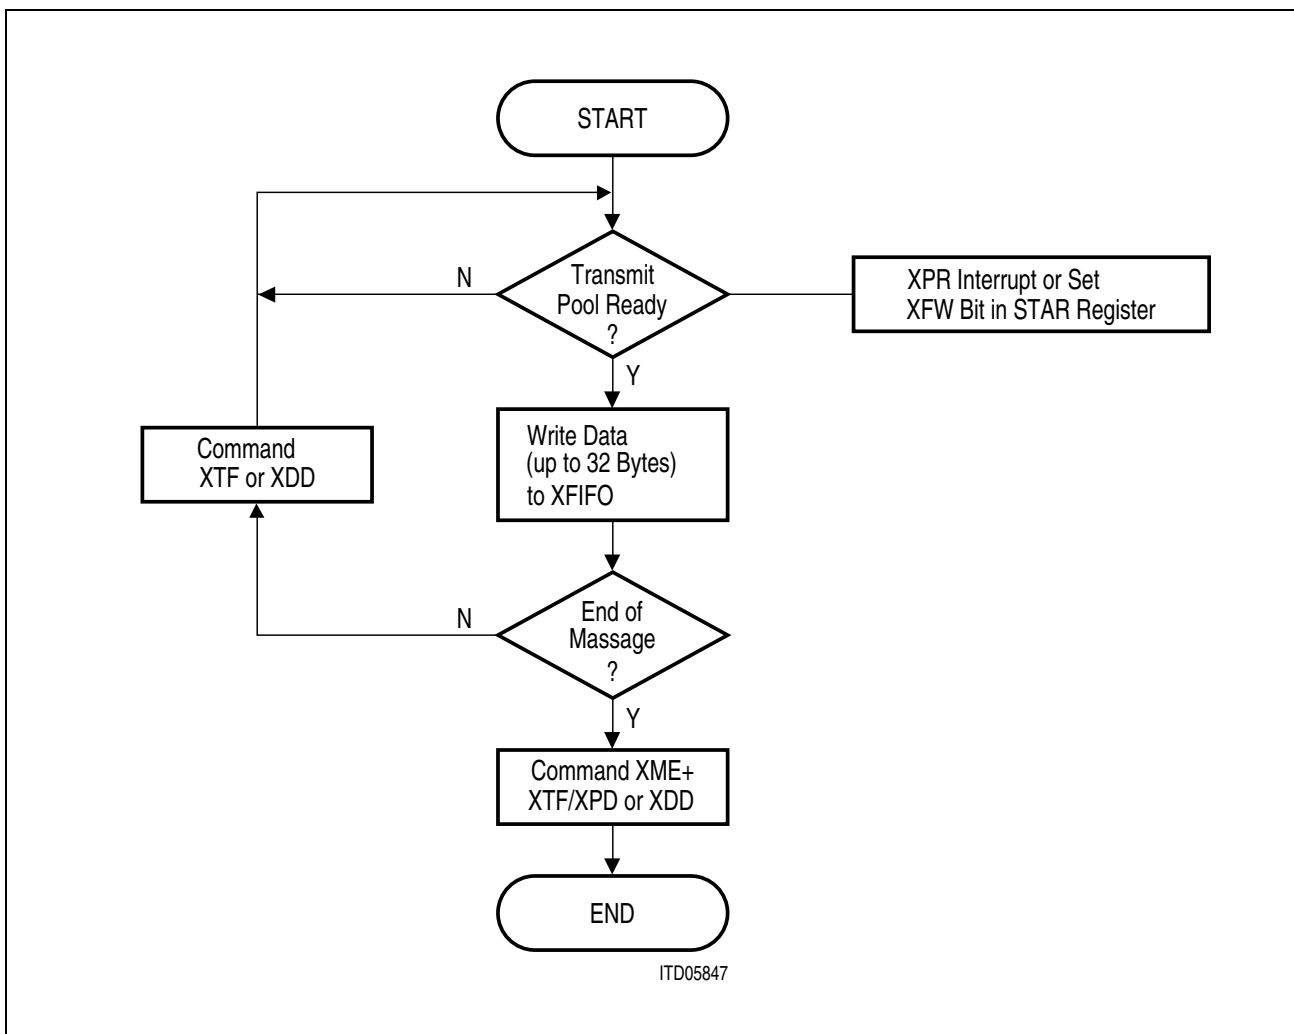 START
N
Transmit
Pool Ready
?
XPR Interrupt or Set
XFW Bit in STAR Register
Y
Command
XTF or XDD
Write Data
(up to 32 Bytes)
to XFIFO
N
End of
Massage
?
Y
Command XME+
XTF/XPD or XDD
END
ITD05847